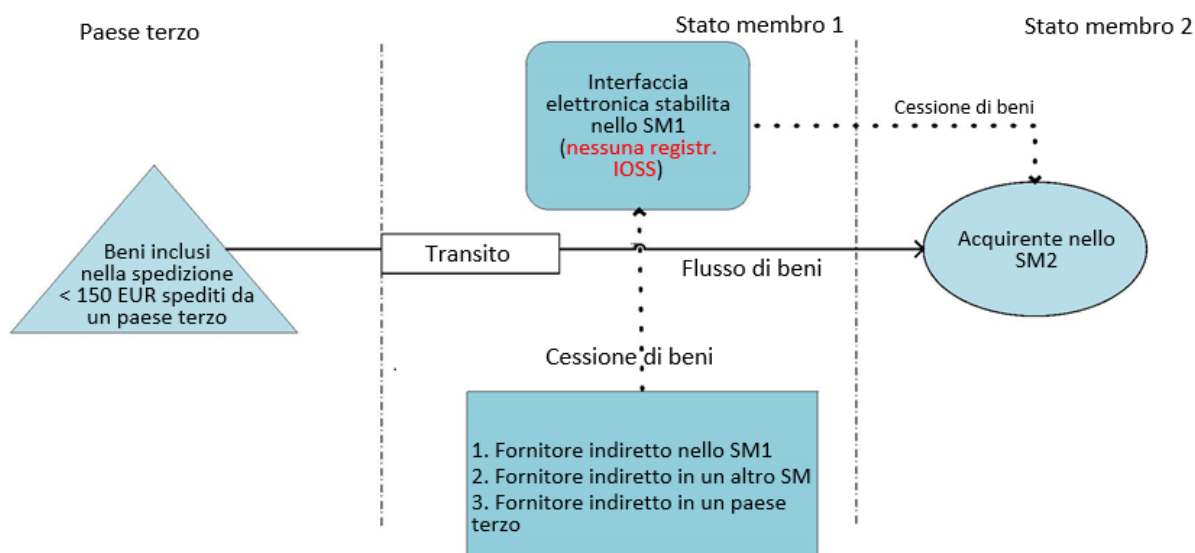 Paese terzo
Stato membro 1
Stato membro 2
Interfaccia
elettronica stabilita
nello SM1
(nessuna registr.
IOSS)
Cessione di beni
Beni inclusi
nella spedizione
< 150 EUR spediti da
un paese terzo
Transito
Flusso di beni
Acquirente nello
SM2
Cessione di beni
1. Fornitore indiretto nello SM1
2. Fornitore indiretto in un altro SM
3. Fornitore indiretto in un paese
terzo